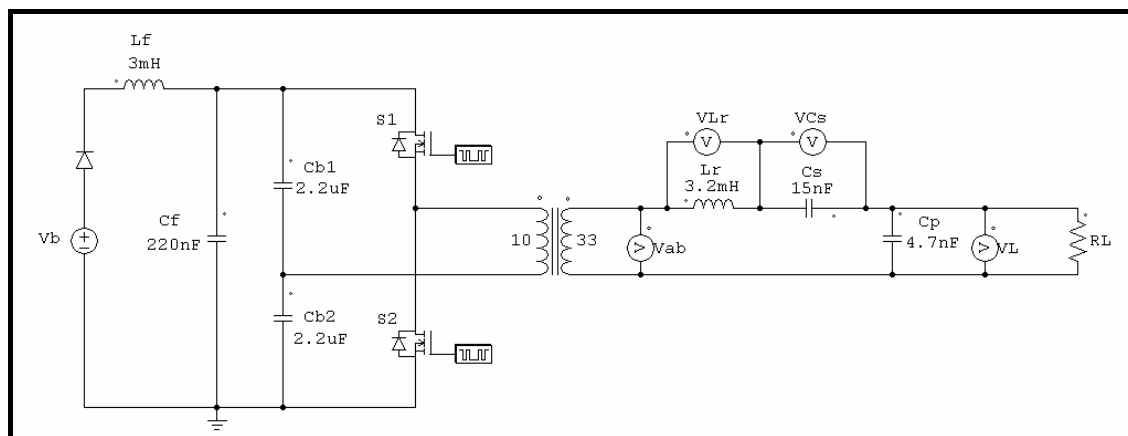 Lf
3mH
S1
VLr
VCs
V
V
Cb1
2.2uF
Lr
3.2mH
Cs
15nF
Cf
220nF
Vb
10
33
V
Vab
Cp
4.7nF
V
VL
RL
Cb2
2.2uF
S2